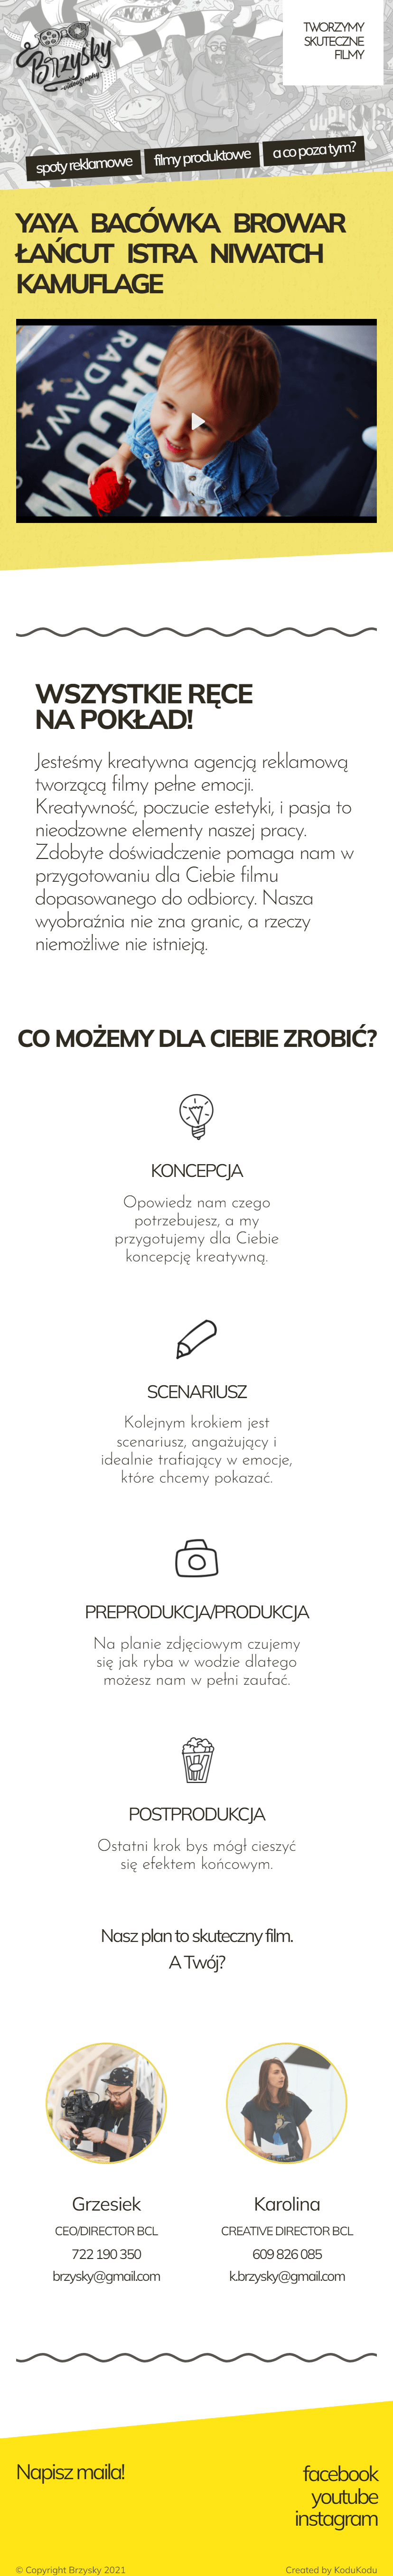 Brzysky
videography
TWORZYMY
SKUTECZNE
FILMY
spoty reklamowe
filmy produktowe
a co poza tym?
YAYA BACÓWKA BROWAR
ŁAŃCUT ISTRA NIWATCH
KAMUFLAGE
RADAWA
WSZYSTKIE RĘCE
NA POKŁAD!
Jesteśmy kreatywna agencją reklamową
tworzącą filmy pełne emocji.
Kreatywność, poczucie estetyki, i pasja to
nieodzowne elementy naszej pracy.
Zdobyte doświadczenie pomaga nam w
przygotowaniu dla Ciebie filmu
dopasowanego do odbiorcy. Nasza
wyobraźnia nie zna granic, a rzeczy
niemożliwe nie istnieją.
CO MOŻEMY DLA CIEBIE ZROBIĆ?
KONCEPCJA
Opowiedz nam czego
potrzebujesz, a my
przygotujemy dla Ciebie
koncepcję kreatywną.
SCENARIUSZ
Kolejnym krokiem jest
scenariusz, angażujący i
idealnie trafiający w emocje,
które chcemy pokazać.
PREPRODUKCJA/PRODUKCJA
Na planie zdjęciowym czujemy
się jak ryba w wodzie dlatego
możesz nam w pełni zaufać.
POSTPRODUKCJA
Ostatni krok bys mógł cieszyć
się efektem końcowym.
Nasz plan to skuteczny film.
A Twój?
Grzesiek
CEO/DIRECTOR BCL
722 190 350
brzysky@gmail.com
Karolina
CREATIVE DIRECTOR BCL
609 826 085
k.brzysky@gmail.com
Napisz maila!
facebook
youtube
instagram
© Copyright Brzysky 2021
Created by KoduKodu